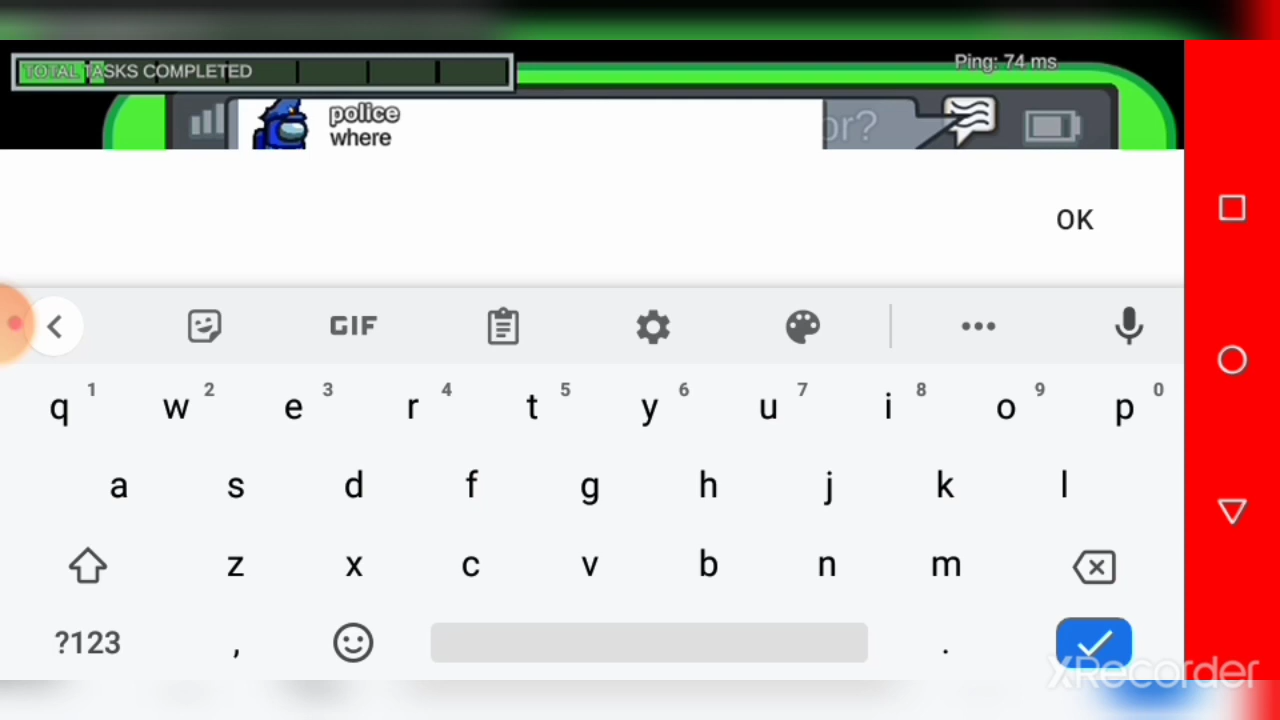 TOTAL TASKS COMPLETED
Ping: 74 ms
police
where
or?
OK
GIF
q 1 w 2 e 3 r 4 t 5 y 6 u 7 i 8 o 9 p 0
a s d f g h j k l
z x c v b n m
?123 , .
XRecorder